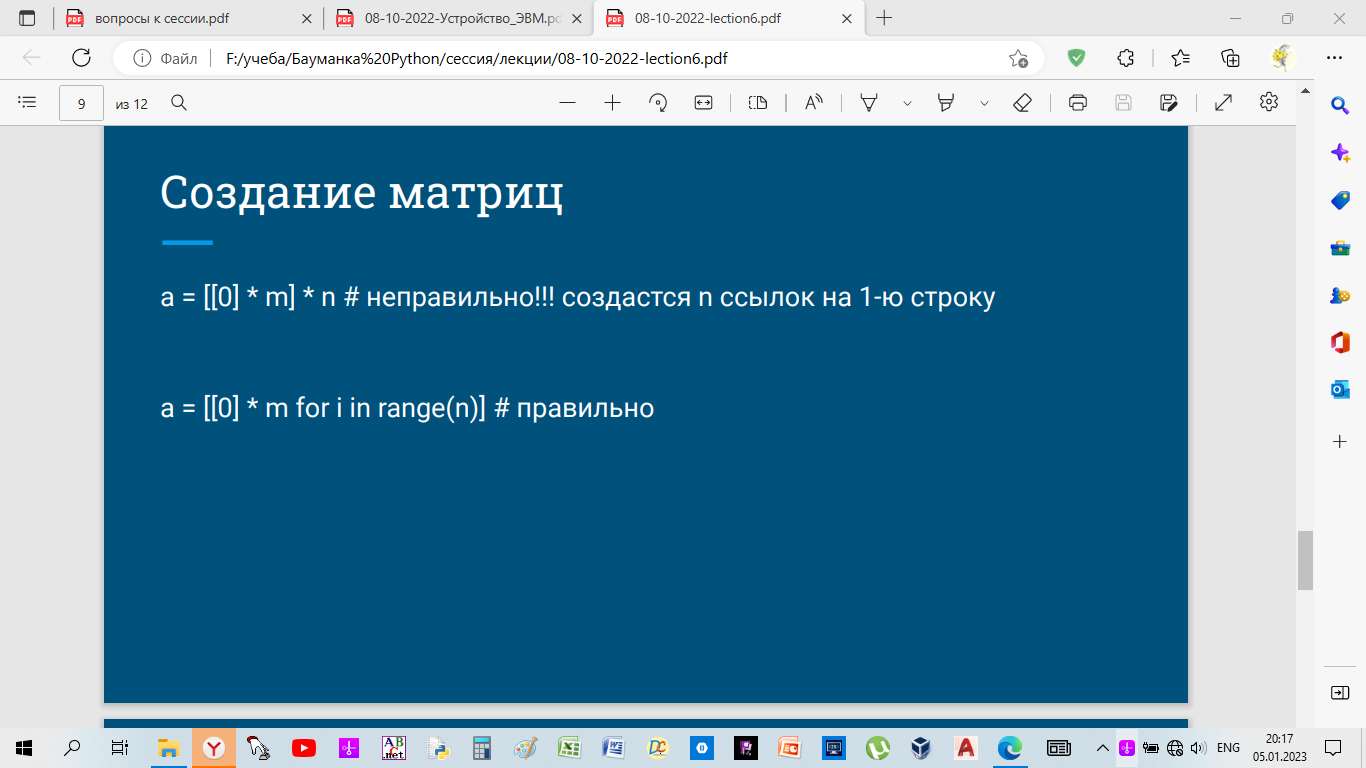 вопросы к сессии.pdf
08-10-2022-Устройство_ЭВМ.pd
08-10-2022-lection6.pdf
Файл
F:/учеба/Бауманка%20Python/сессия/лекции/08-10-2022-lection6.pdf
9 из 12
Создание матриц
a = [[0] * m] * n # неправильно!!! создастся n ссылок на 1-ю строку
a = [[0] * m for i in range(n)] # правильно
ENG
20:17
05.01.2023